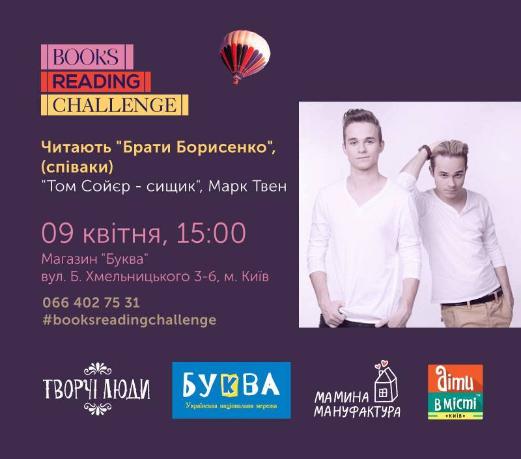 BOOKS
READING
CHALLENGE
Читають "Брати Борисенко",
(співаки)
"Том Сойєр - сищик", Марк Твен
09 квітня, 15:00
Магазин "Буква"
вул. Б. Хмельницького 3-б, м. Київ
066 402 75 31
#booksreadingchallenge
ТВОРЧІ ЛЮДИ
БУКВА
Українська національна мережа
МАМИНА
МАНУФАКТУРА
діти
в місті
КИЇВ